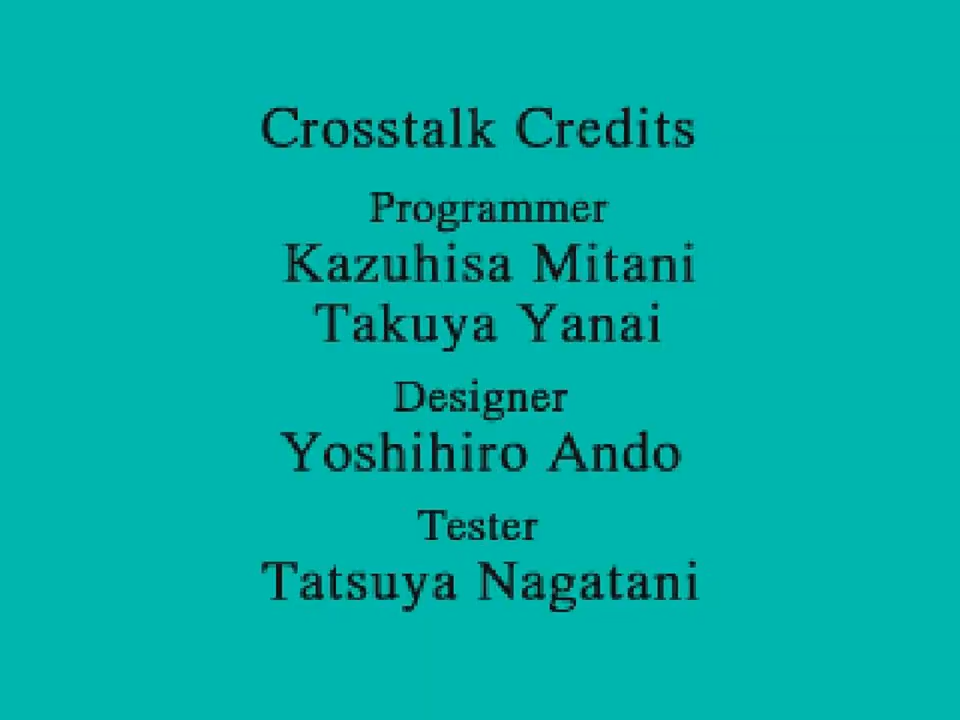 Crosstalk Credits
Programmer
Kazuhisa Mitani
Takuya Yanai
Designer
Yoshihiro Ando
Tester
Tatsuya Nagatani